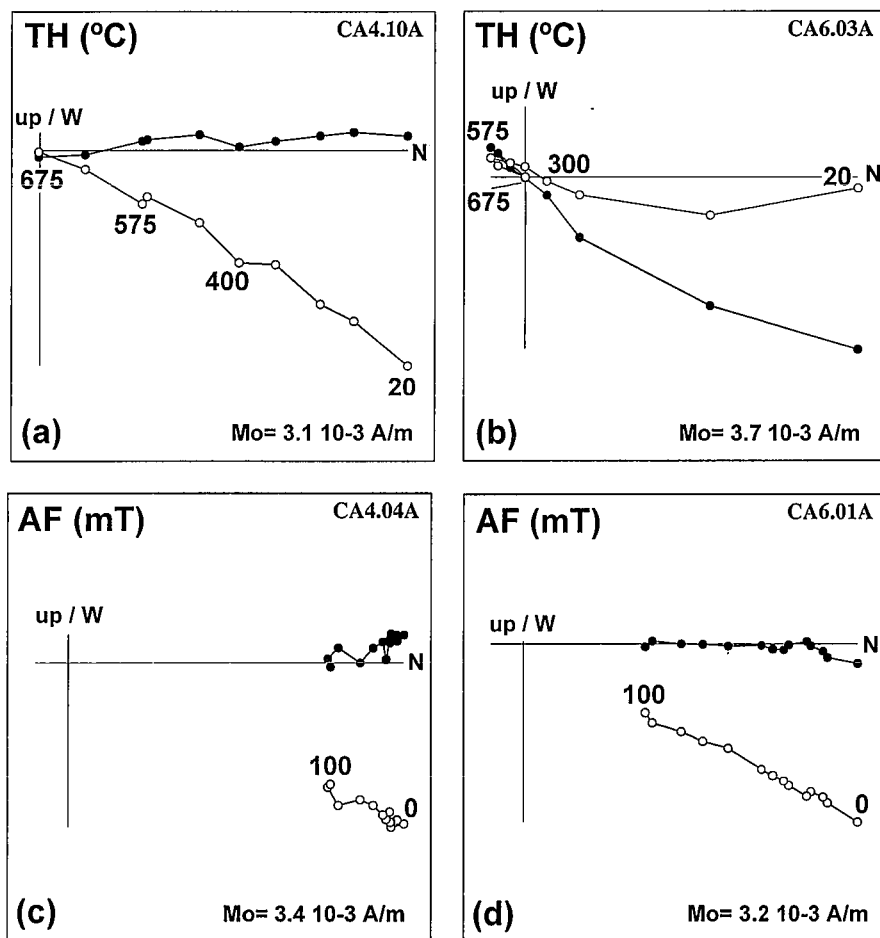 TH (ºC)
CA4.10A
up / W
N
675
575
400
20
(a)
Mo= 3.1 10-3 A/m
TH (ºC)
CA6.03A
up / W
575
300
20
N
675
(b)
Mo= 3.7 10-3 A/m
AF (mT)
CA4.04A
up / W
N
100
0
(c)
Mo= 3.4 10-3 A/m
AF (mT)
CA6.01A
up / W
N
100
0
(d)
Mo= 3.2 10-3 A/m